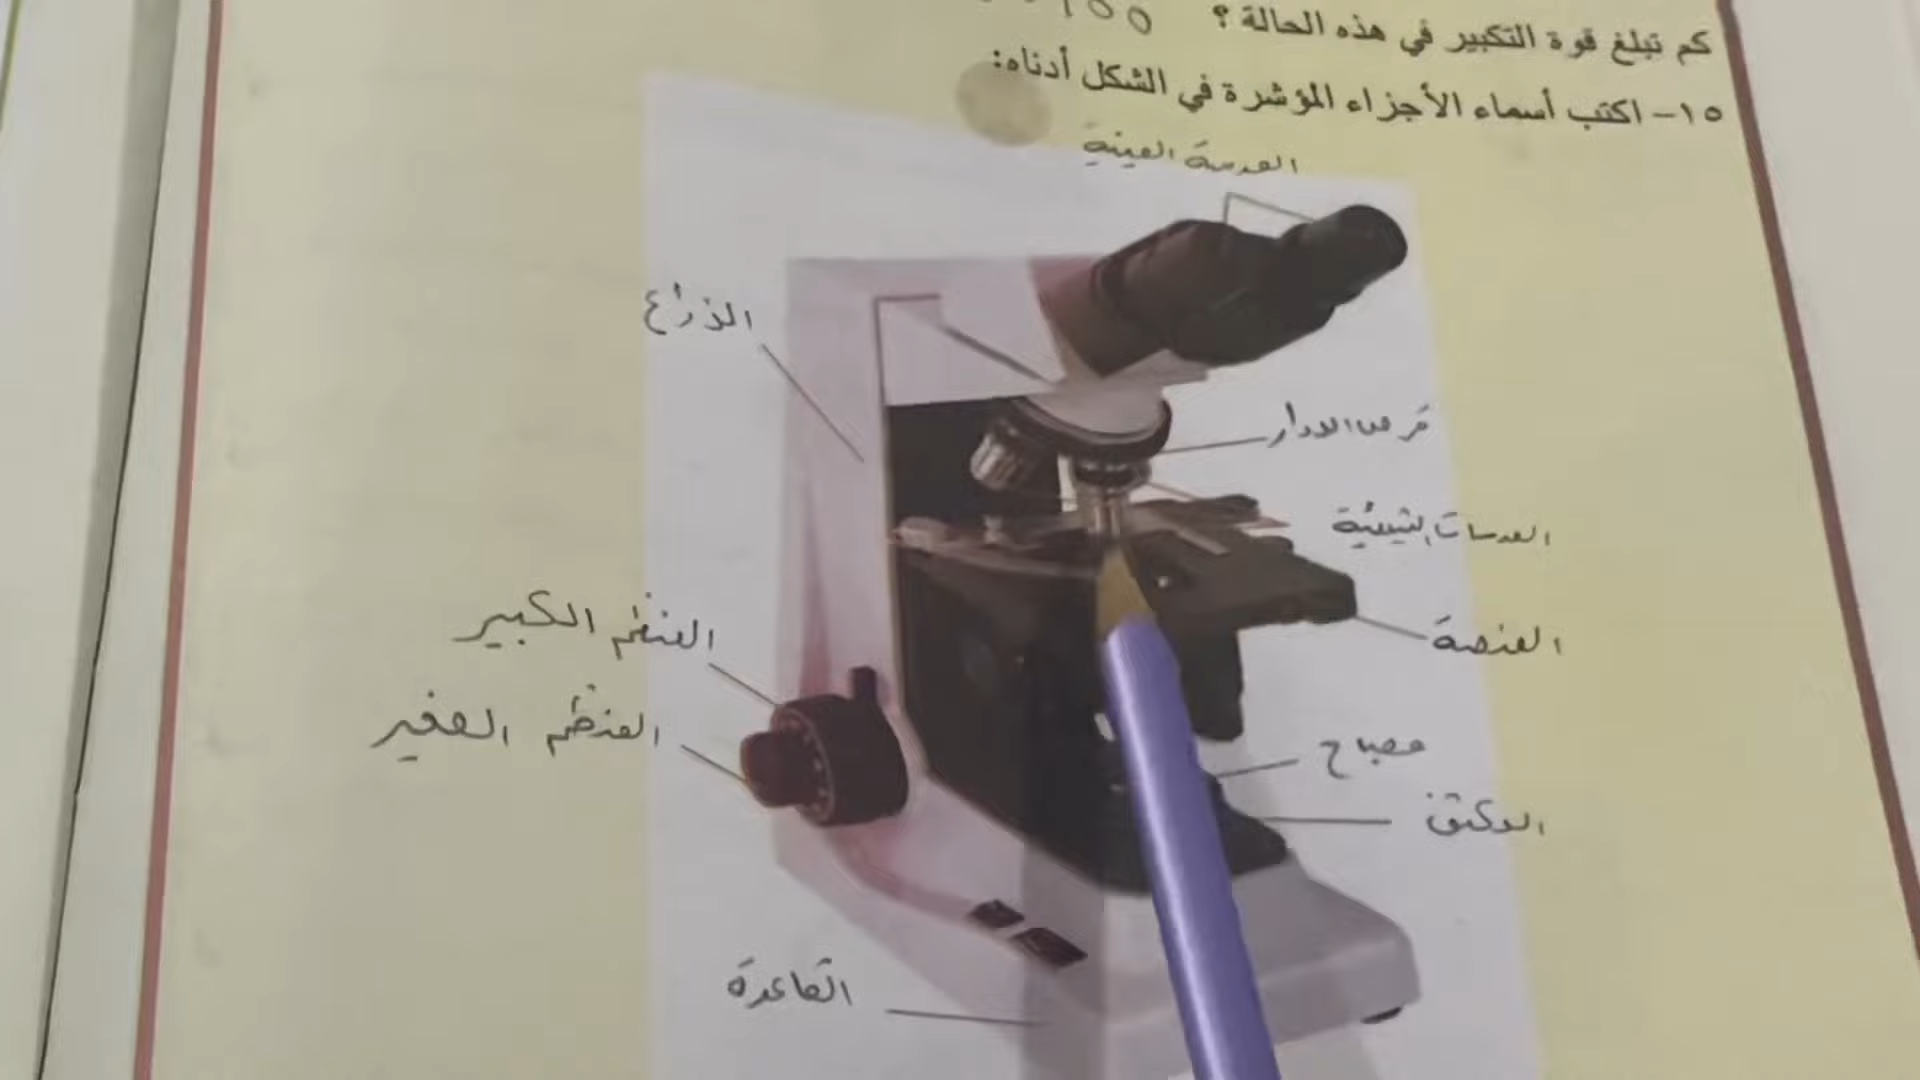 كم تبلغ قوة التكبير في هذه الحالة ؟
١٥- اكتب أسماء الأجزاء المؤشرة في الشكل أدناه:
العدسة العينية
الذراع
قرص الدوار
العدسات الشيئية
المنظم الكبير
المنصة
المنظم الصغير
مصباح
المكثف
القاعدة